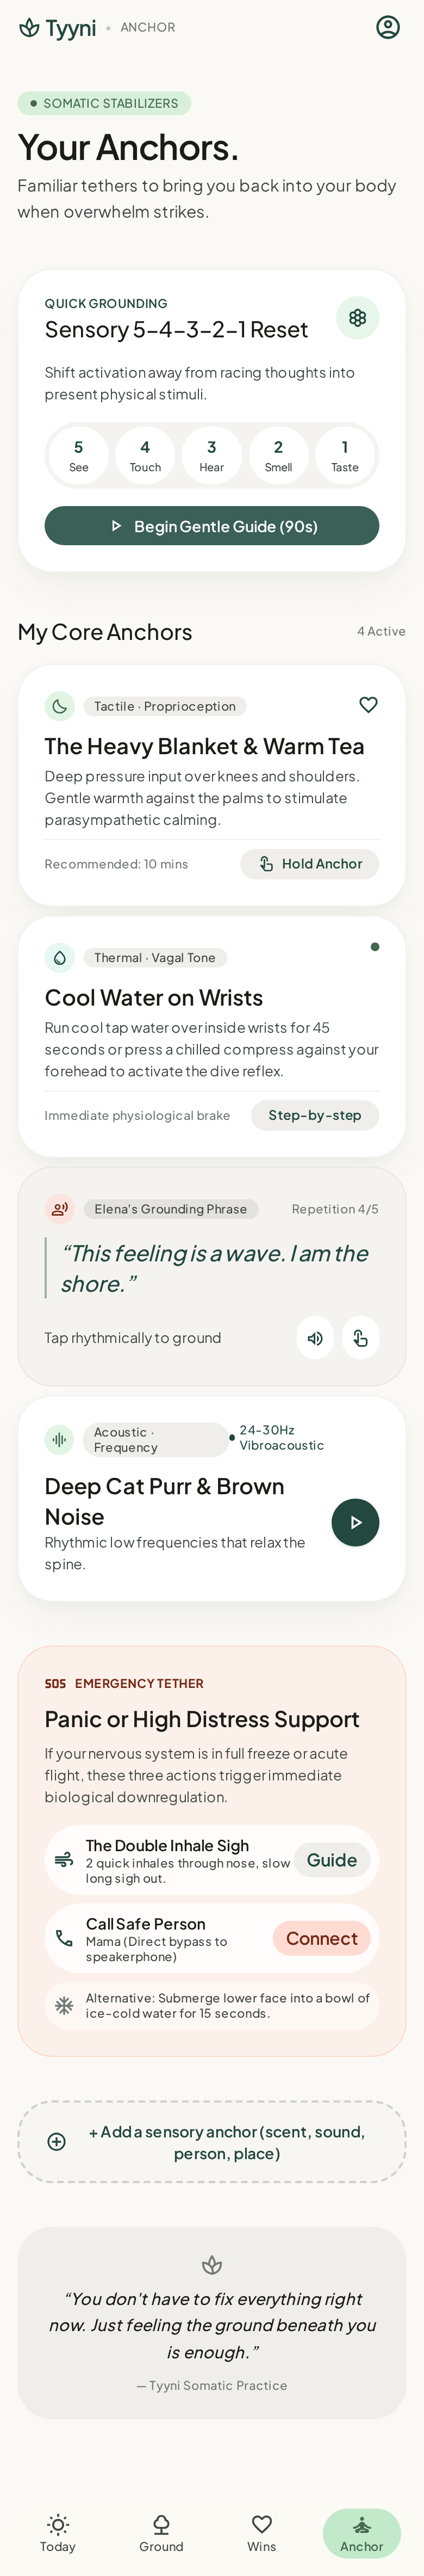 Tyyni • ANCHOR
SOMATIC STABILIZERS
Your Anchors.
Familiar tethers to bring you back into your body
when overwhelm strikes.
QUICK GROUNDING
Sensory 5-4-3-2-1 Reset
Shift activation away from racing thoughts into
present physical stimuli.
5 4 3 2 1
See Touch Hear Smell Taste
Begin Gentle Guide (90s)
My Core Anchors 4 Active
Tactile · Proprioception
The Heavy Blanket & Warm Tea
Deep pressure input over knees and shoulders.
Gentle warmth against the palms to stimulate
parasympathetic calming.
Recommended: 10 mins Hold Anchor
Thermal · Vagal Tone
Cool Water on Wrists
Run cool tap water over inside wrists for 45
seconds or press a chilled compress against your
forehead to activate the dive reflex.
Immediate physiological brake Step-by-step
Elena's Grounding Phrase Repetition 4/5
“This feeling is a wave. I am the
shore.”
Tap rhythmically to ground
Acoustic ·
Frequency
24-30Hz
Vibroacoustic
Deep Cat Purr & Brown
Noise
Rhythmic low frequencies that relax the
spine.
SOS EMERGENCY TETHER
Panic or High Distress Support
If your nervous system is in full freeze or acute
flight, these three actions trigger immediate
biological downregulation.
The Double Inhale Sigh
2 quick inhales through nose, slow
long sigh out.
Guide
Call Safe Person
Mama (Direct bypass to
speakerphone)
Connect
Alternative: Submerge lower face into a bowl of
ice-cold water for 15 seconds.
+ Add a sensory anchor (scent, sound,
person, place)
“You don't have to fix everything right
now. Just feeling the ground beneath you
is enough.”
— Tyyni Somatic Practice
Today Ground Wins Anchor